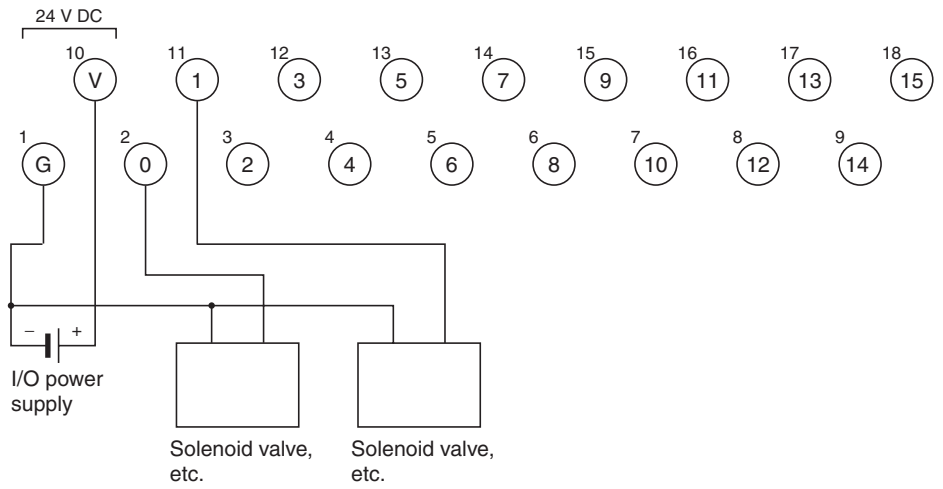 24 V DC
10 11 12 13 14 15 16 17 18
V 1 3 5 7 9 11 13 15
1 2 3 4 5 6 7 8 9
G 0 2 4 6 8 10 12 14
− +
I/O power
supply
Solenoid valve,
etc.
Solenoid valve,
etc.